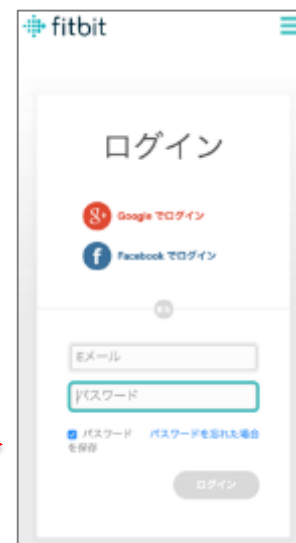 fitbit
ログイン
Google でログイン
Facebook でログイン
Eメール
パスワード
パスワード
を保存
パスワードを忘れた場合
ログイン